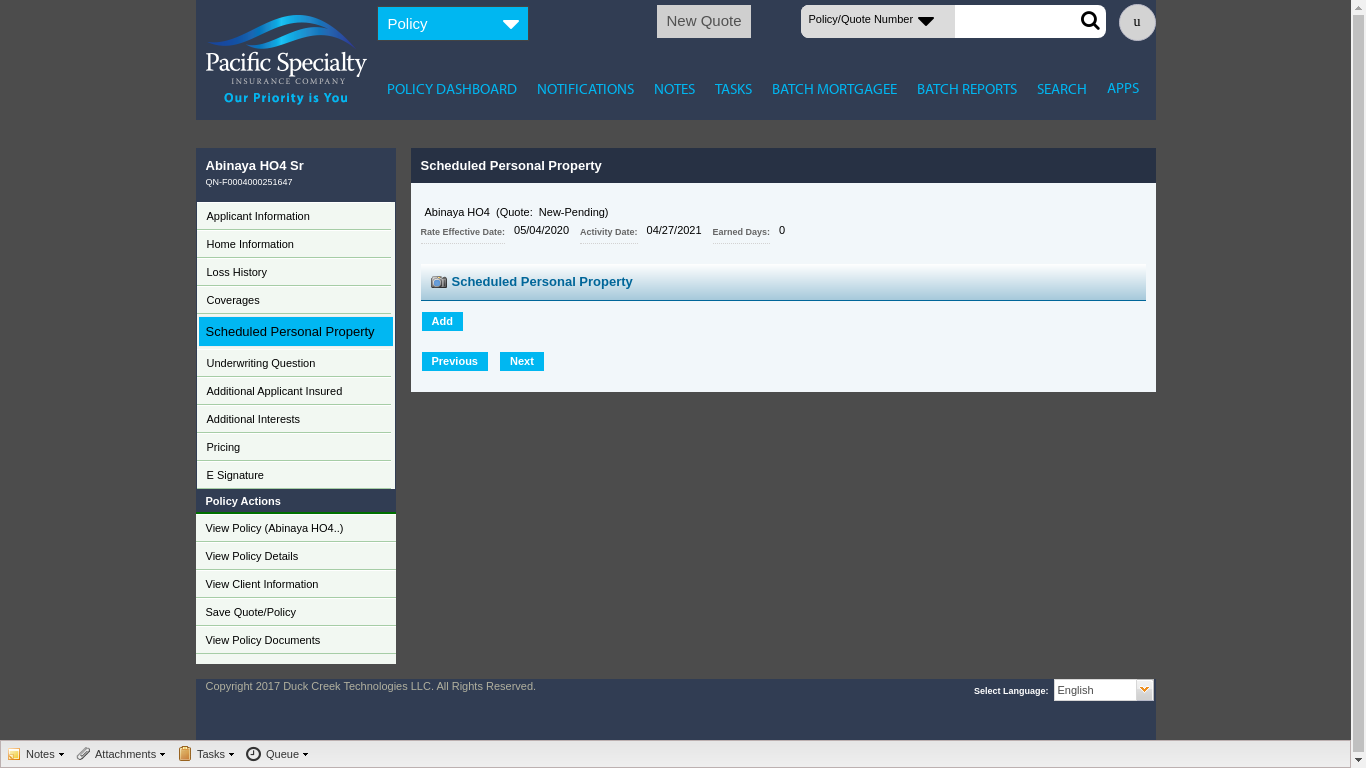 Policy
New Quote
Policy/Quote Number
u
Pacific Specialty
INSURANCE COMPANY
Our Priority is You
POLICY DASHBOARD NOTIFICATIONS NOTES TASKS BATCH MORTGAGEE BATCH REPORTS SEARCH APPS
Abinaya HO4 Sr
QN-F0004000251647
Applicant Information
Home Information
Loss History
Coverages
Scheduled Personal Property
Underwriting Question
Additional Applicant Insured
Additional Interests
Pricing
E Signature
Policy Actions
View Policy (Abinaya HO4..)
View Policy Details
View Client Information
Save Quote/Policy
View Policy Documents
Scheduled Personal Property
Abinaya HO4 (Quote: New-Pending)
Rate Effective Date: 05/04/2020 Activity Date: 04/27/2021 Earned Days: 0
Scheduled Personal Property
Add
Previous Next
Copyright 2017 Duck Creek Technologies LLC. All Rights Reserved.
Select Language: English
Notes Attachments Tasks Queue